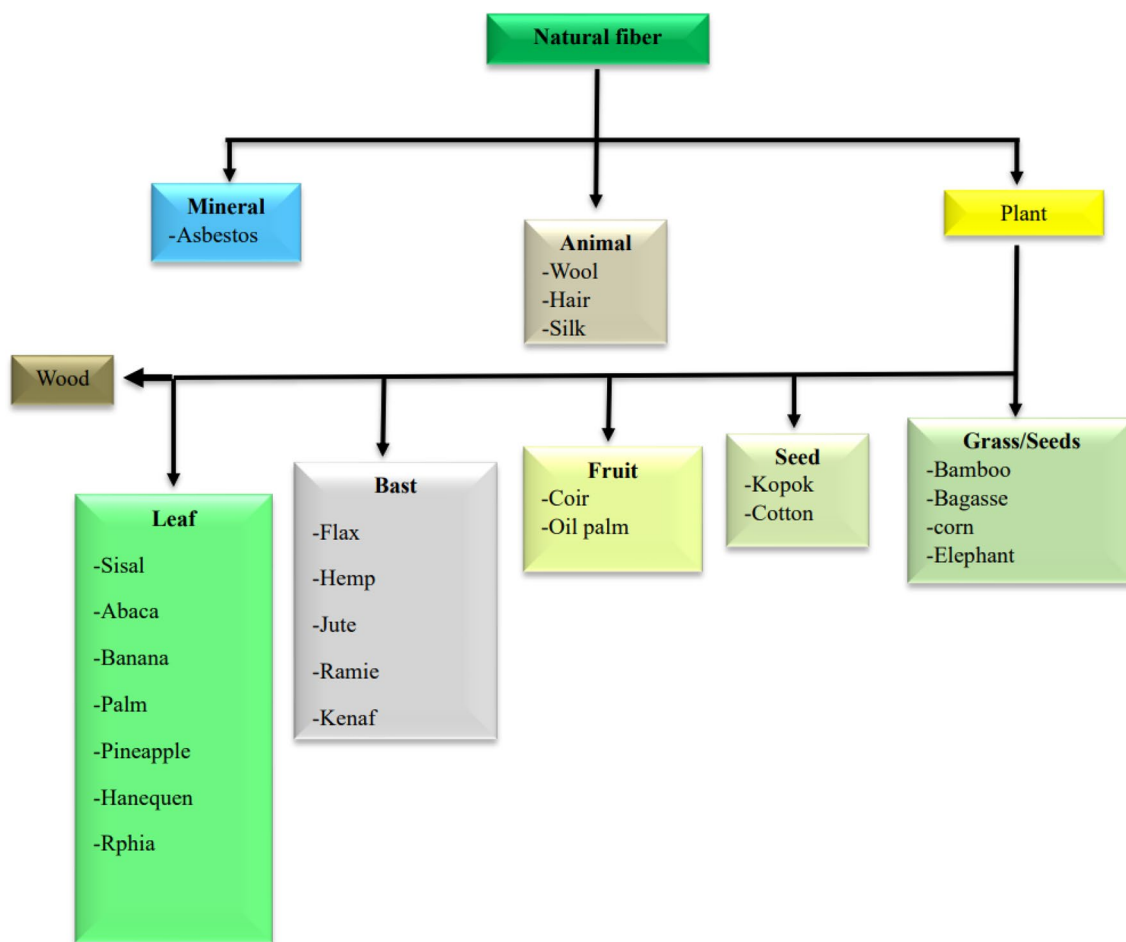 Natural fiber
Mineral
-Asbestos
Animal
-Wool
-Hair
-Silk
Plant
Wood
Leaf
-Sisal
-Abaca
-Banana
-Palm
-Pineapple
-Hanequen
-Rphia
Bast
-Flax
-Hemp
-Jute
-Ramie
-Kenaf
Fruit
-Coir
-Oil palm
Seed
-Kopok
-Cotton
Grass/Seeds
-Bamboo
-Bagasse
-corn
-Elephant